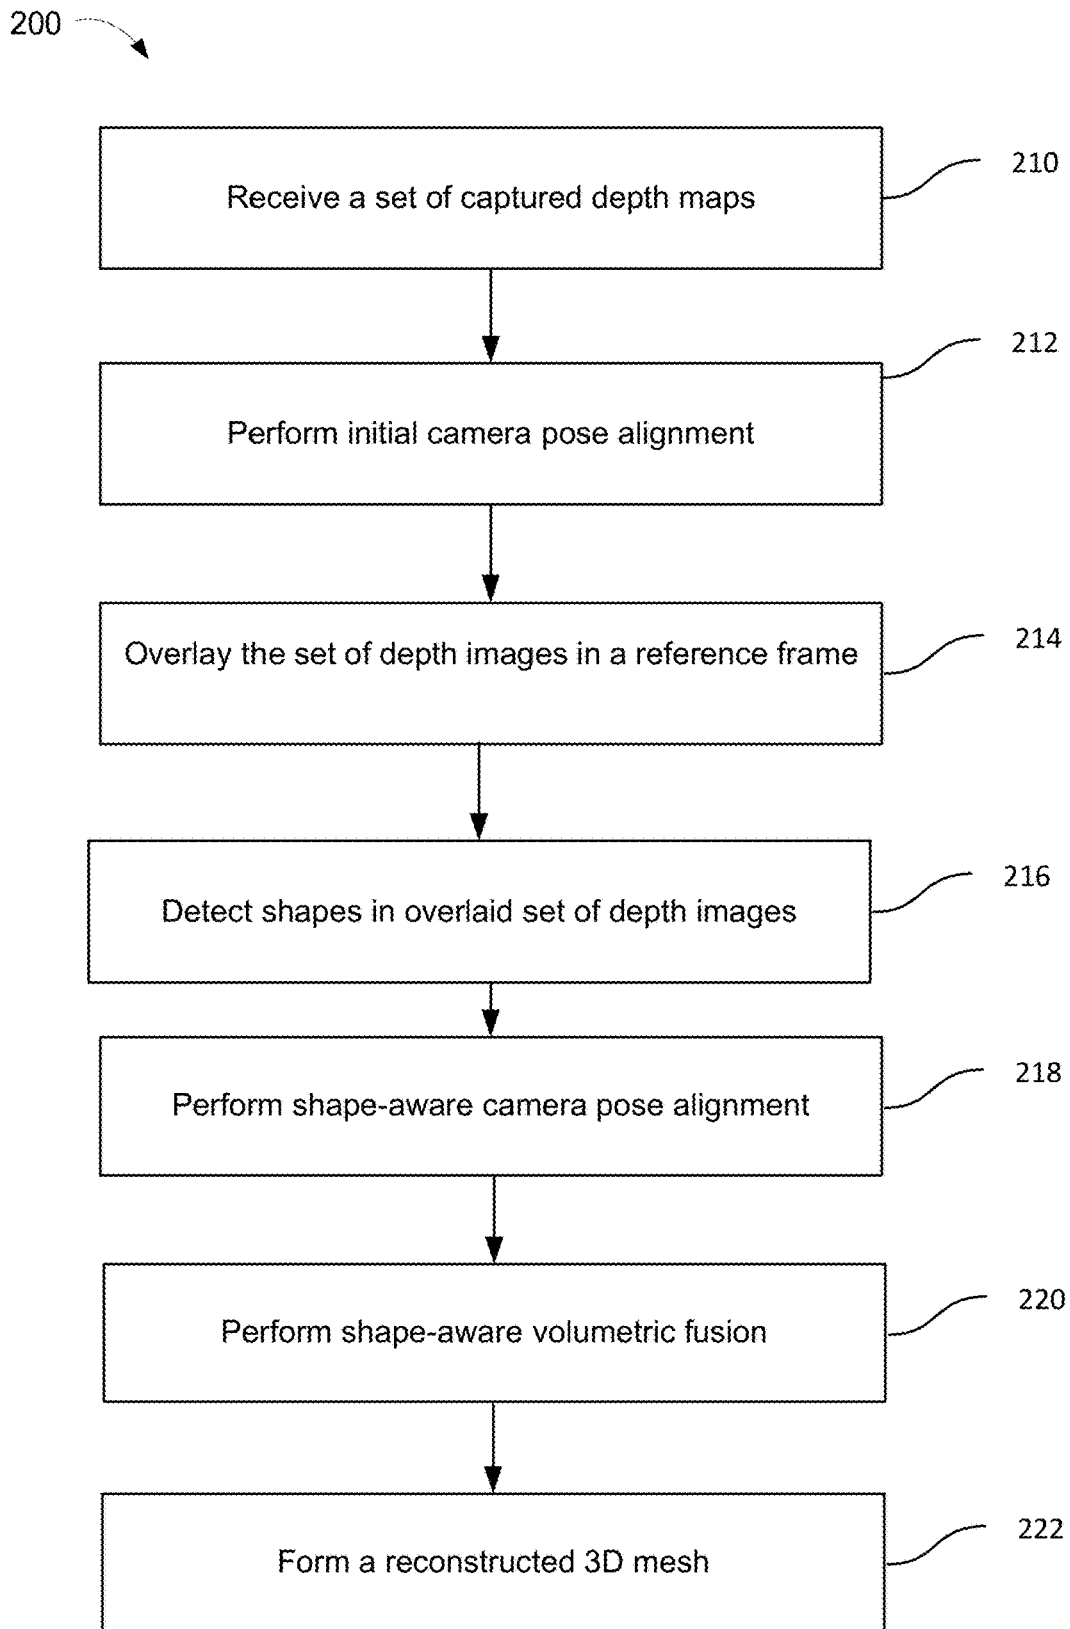 200
Receive a set of captured depth maps
210
Perform initial camera pose alignment
212
Overlay the set of depth images in a reference frame
214
Detect shapes in overlaid set of depth images
216
Perform shape-aware camera pose alignment
218
Perform shape-aware volumetric fusion
220
Form a reconstructed 3D mesh
222